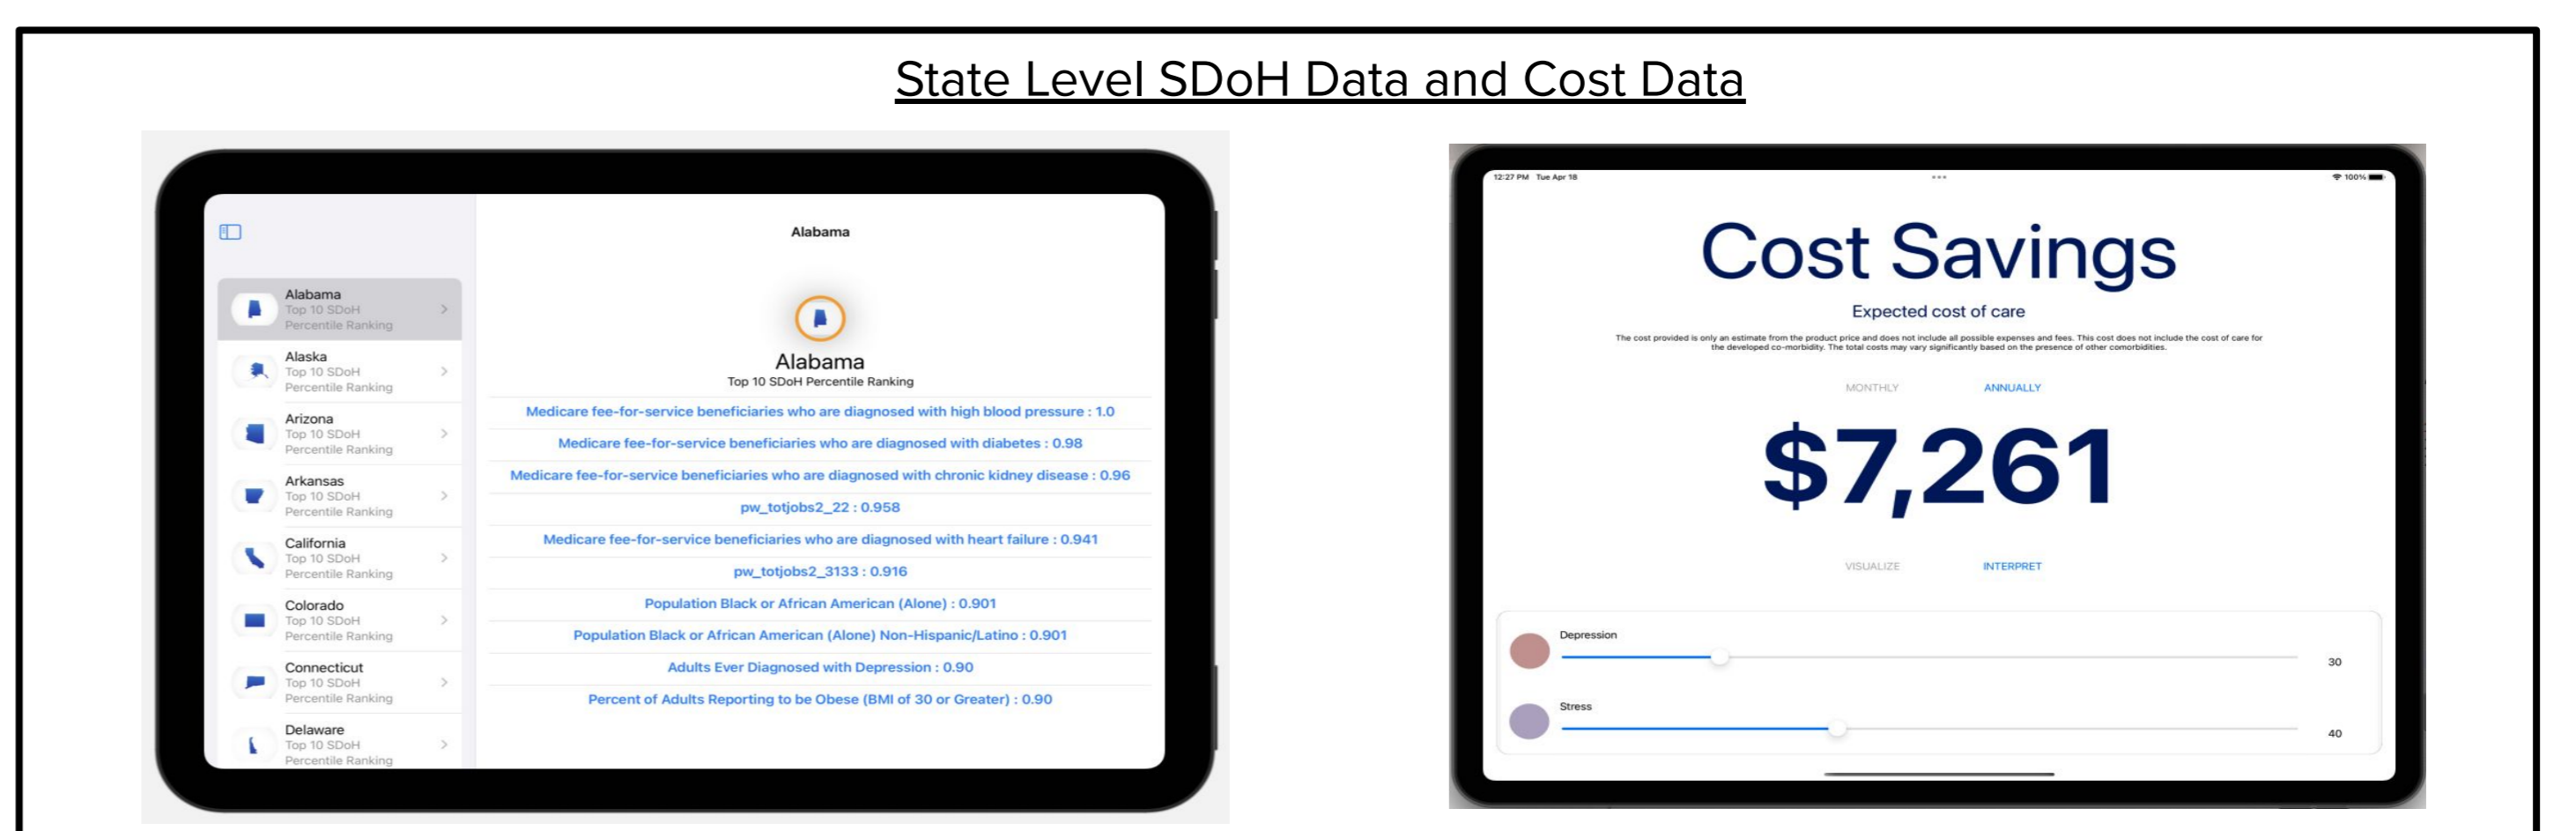 State Level SDoH Data and Cost Data
Alabama
Top 10 SDoH
Percentile Ranking
Alaska
Top 10 SDoH
Percentile Ranking
Arizona
Top 10 SDoH
Percentile Ranking
Arkansas
Top 10 SDoH
Percentile Ranking
California
Top 10 SDoH
Percentile Ranking
Colorado
Top 10 SDoH
Percentile Ranking
Connecticut
Top 10 SDoH
Percentile Ranking
Delaware
Top 10 SDoH
Percentile Ranking
Alabama
Alabama
Top 10 SDoH Percentile Ranking
Medicare fee-for-service beneficiaries who are diagnosed with high blood pressure : 1.0
Medicare fee-for-service beneficiaries who are diagnosed with diabetes : 0.98
Medicare fee-for-service beneficiaries who are diagnosed with chronic kidney disease : 0.96
pw_totjobs2_22 : 0.958
Medicare fee-for-service beneficiaries who are diagnosed with heart failure : 0.941
pw_totjobs2_3133 : 0.916
Population Black or African American (Alone) : 0.901
Population Black or African American (Alone) Non-Hispanic/Latino : 0.901
Adults Ever Diagnosed with Depression : 0.90
Percent of Adults Reporting to be Obese (BMI of 30 or Greater) : 0.90
12:27 PM Tue Apr 18
100%
Cost Savings
Expected cost of care
The cost provided is only an estimate from the product price and does not include all possible expenses and fees. This cost does not include the cost of care for
the developed co-morbidity. The total costs may vary significantly based on the presence of other comorbidities.
MONTHLY ANNUALLY
$7,261
VISUALIZE INTERPRET
Depression
30
Stress
40